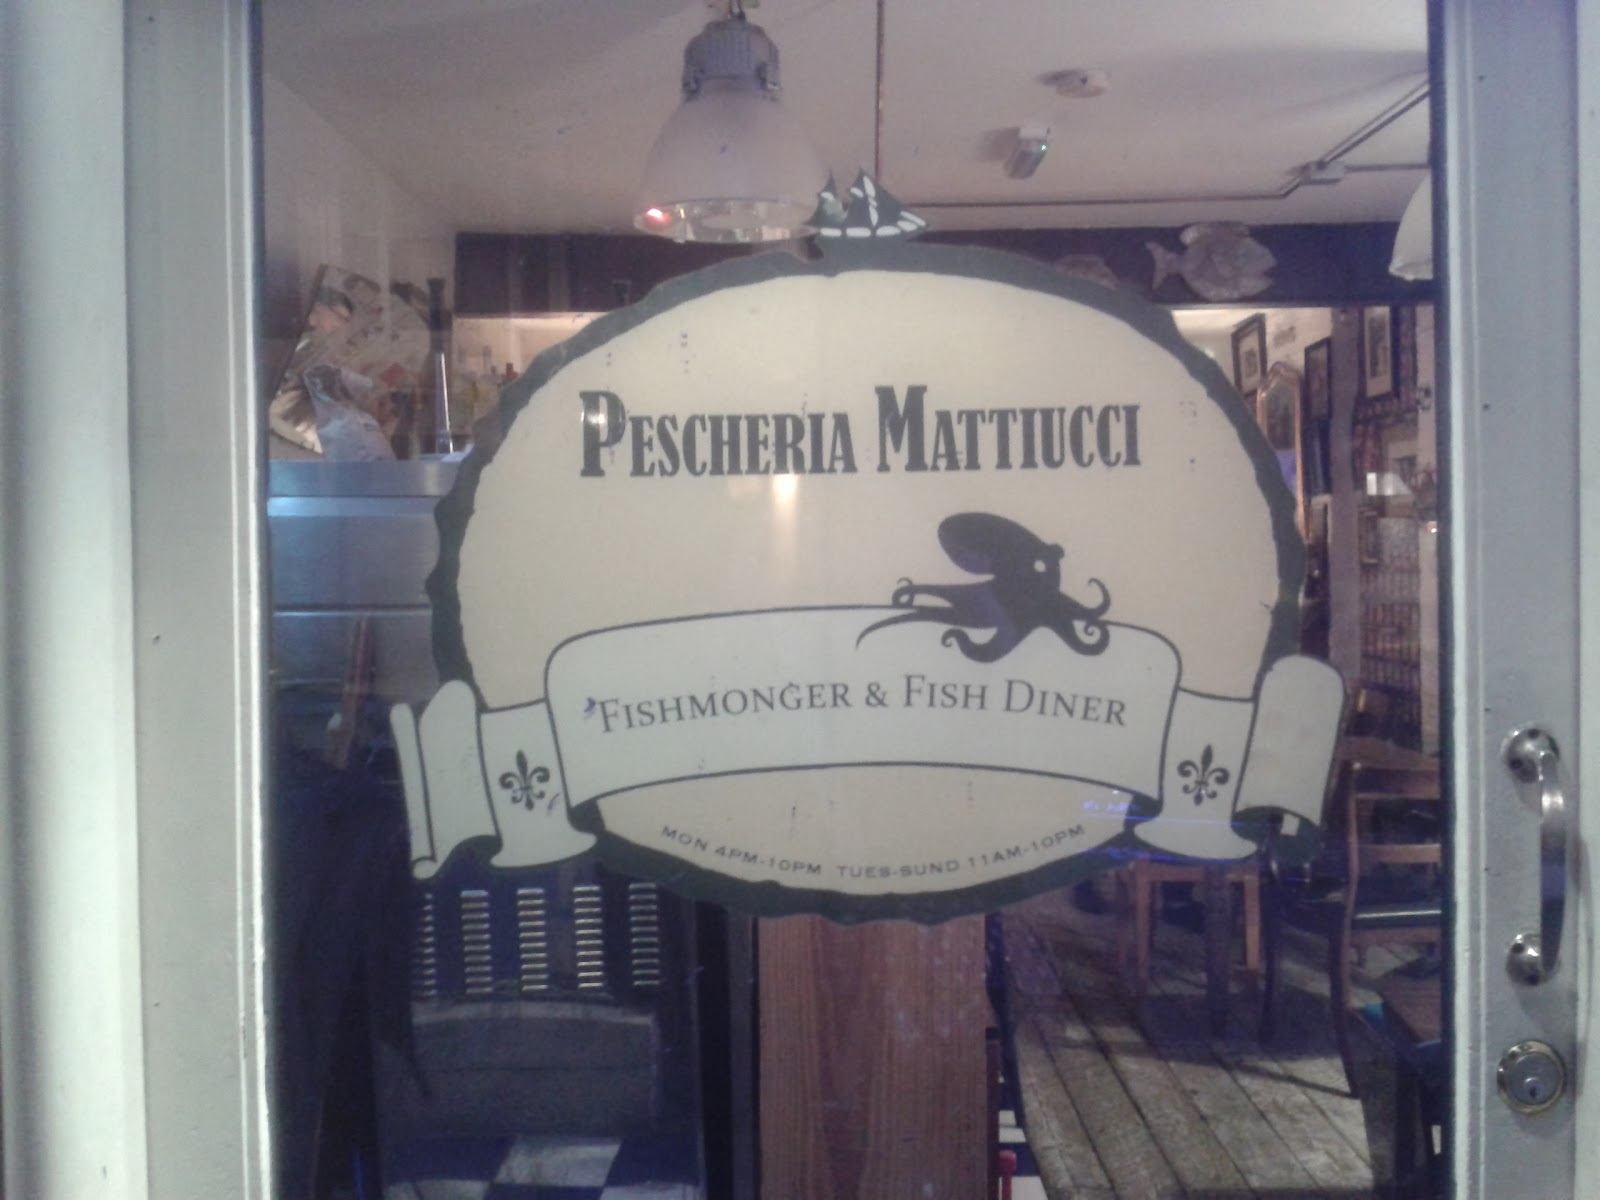 PESCHERIA MATTIUCCI
FISHMONGER & FISH DINER
MON 4PM-10PM TUES-SUND 11AM-10PM